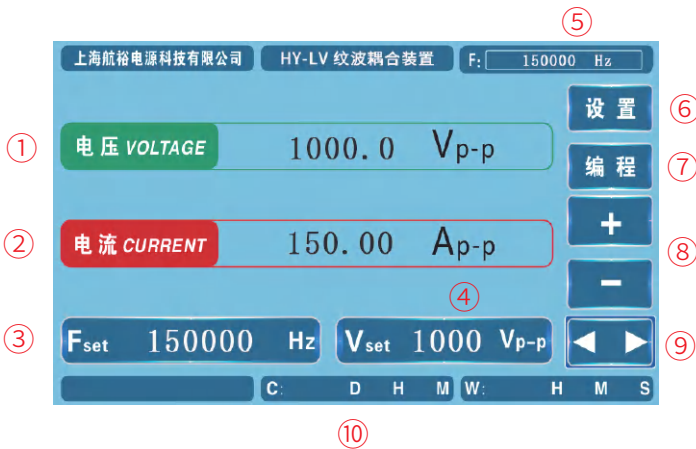 ⑤
上海航裕电源科技有限公司 HY-LV 纹波耦合装置 F: 150000 Hz
设 置 ⑥
① 电 压 VOLTAGE 1000.0 Vp-p
编 程 ⑦
+
② 电 流 CURRENT 150.00 Ap-p ⑧
−
④
③ Fset 150000 Hz Vset 1000 Vp-p ◀ ▶ ⑨
C: D H M W: H M S
⑩